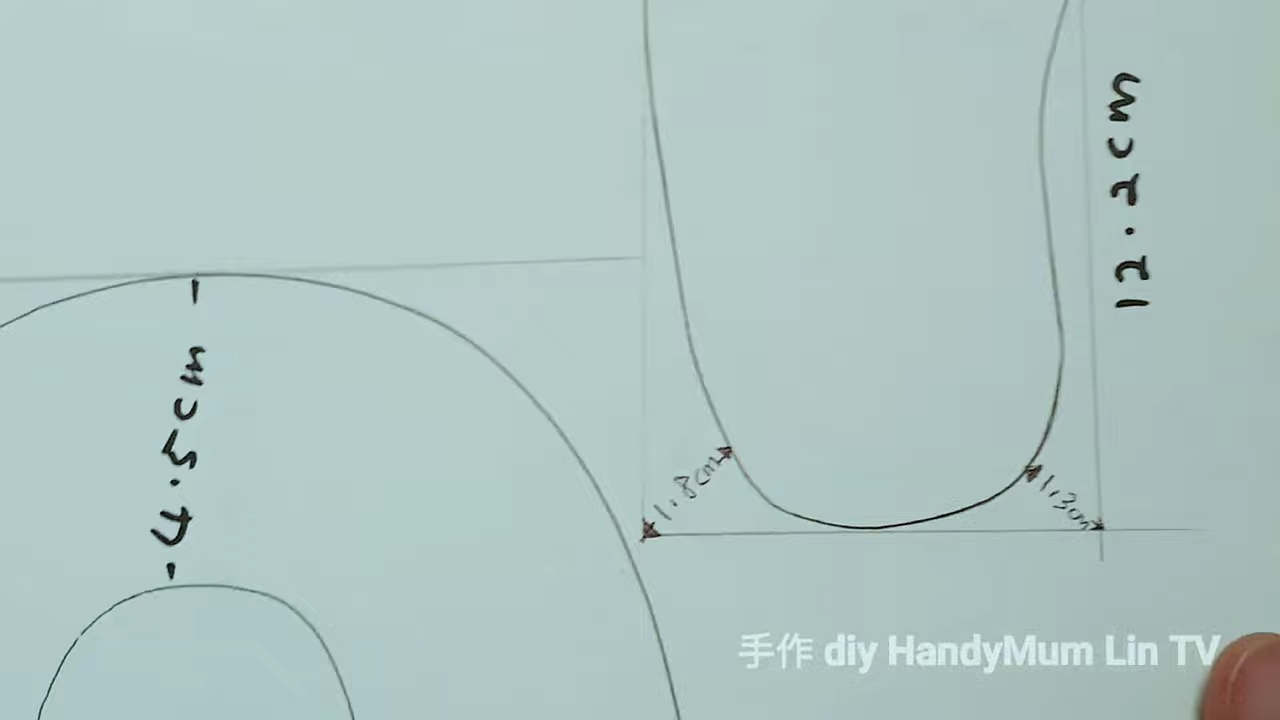 12.2cm
4.5cm
1.8cm
1.3cm
手作 diy HandyMum Lin TV